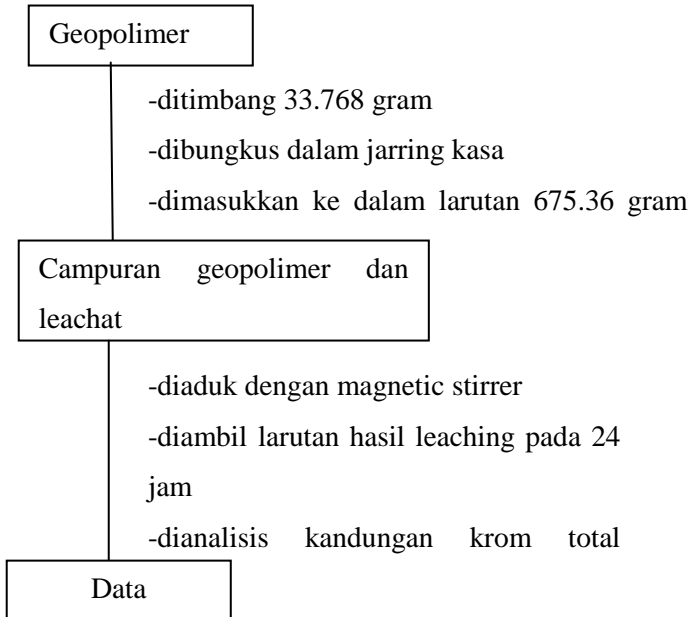 Geopolimer
-ditimbang 33.768 gram
-dibungkus dalam jarring kasa
-dimasukkan ke dalam larutan 675.36 gram
Campuran geopolimer dan
leachat
-diaduk dengan magnetic stirrer
-diambil larutan hasil leaching pada 24
jam
-dianalisis kandungan krom total
Data